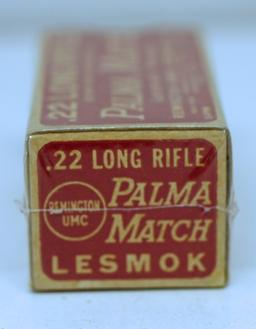 .22 LONG RIFLE
PALMA MATCH
.22 LONG RIFLE
REMINGTON
UMC
PALMA
MATCH
LESMOK